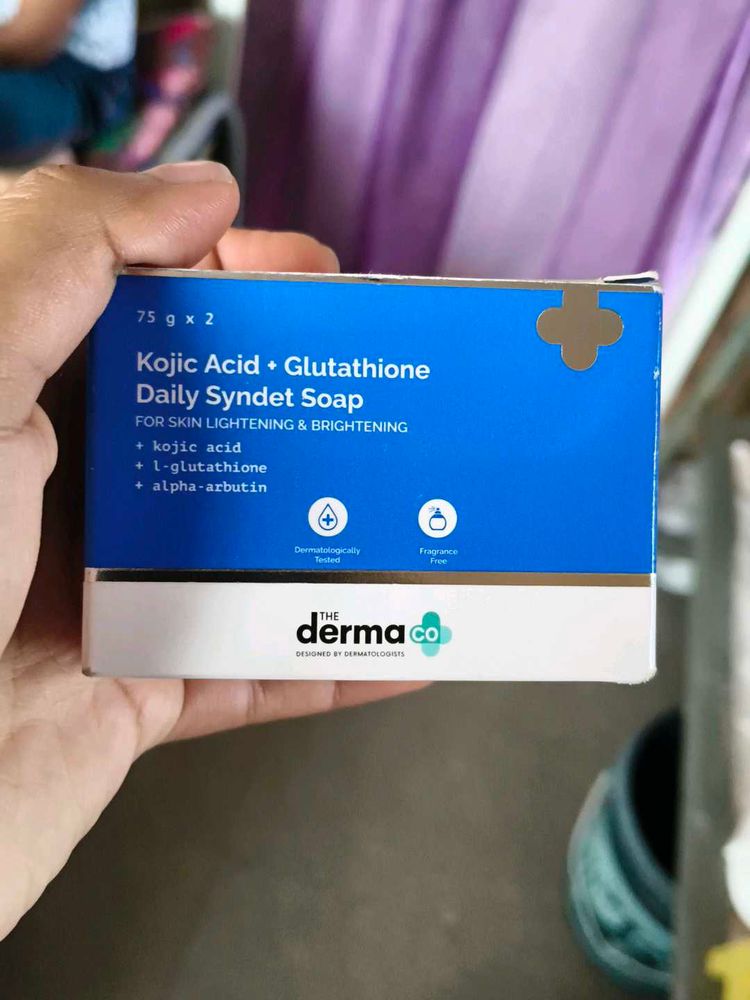 75 g x 2
Kojic Acid + Glutathione
Daily Syndet Soap
FOR SKIN LIGHTENING & BRIGHTENING
+ kojic acid
+ l-glutathione
+ alpha-arbutin
Dermatologically
Tested
Fragrance
Free
THE
derma co
DESIGNED BY DERMATOLOGISTS